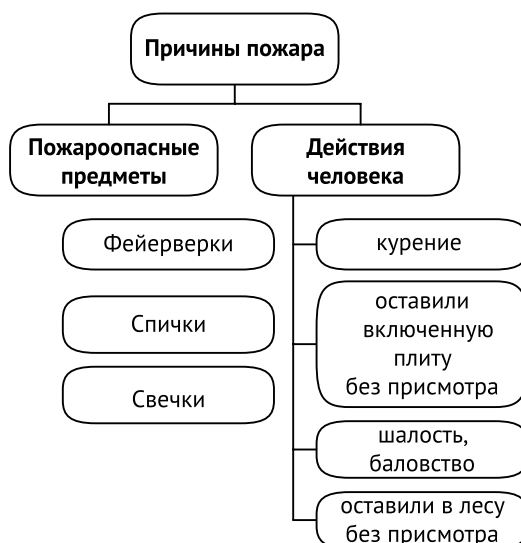 Причины пожара
Пожароопасные
предметы
Действия
человека
Фейерверки
Спички
Свечки
курение
оставили
включенную
плиту
без присмотра
шалость,
баловство
оставили в лесу
без присмотра